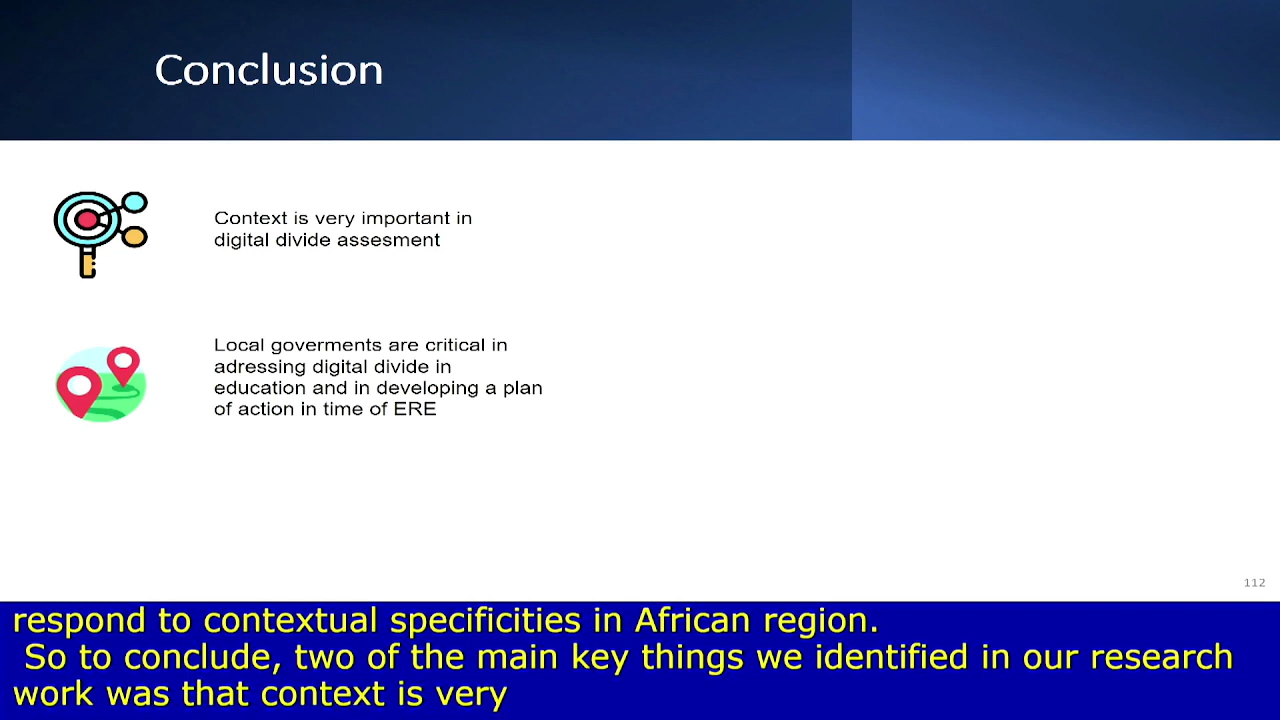 Conclusion
Context is very important in
digital divide assesment
Local goverments are critical in
adressing digital divide in
education and in developing a plan
of action in time of ERE
112
respond to contextual specificities in African region.
So to conclude, two of the main key things we identified in our research
work was that context is very